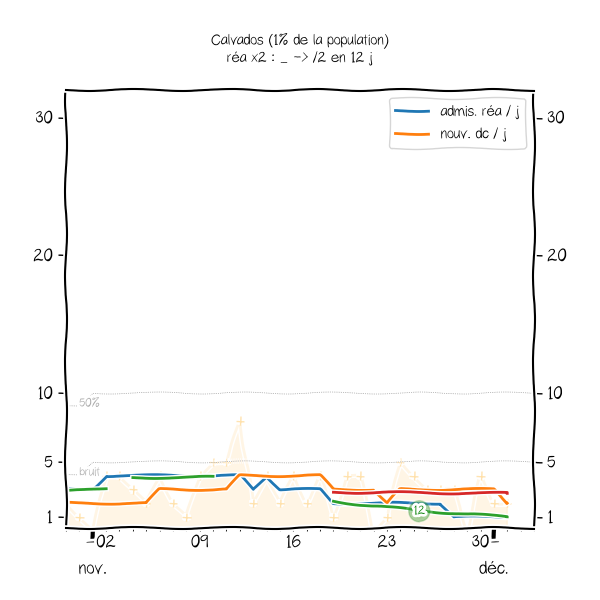 Calvados (1% de la population)
réa x2 : _ -> /2 en 12 j
admis. réa / j
nouv. dc / j
30 30
20 20
10 10
50%
5 5
bruit
12
1 1
02 09 16 23 30
nov. déc.